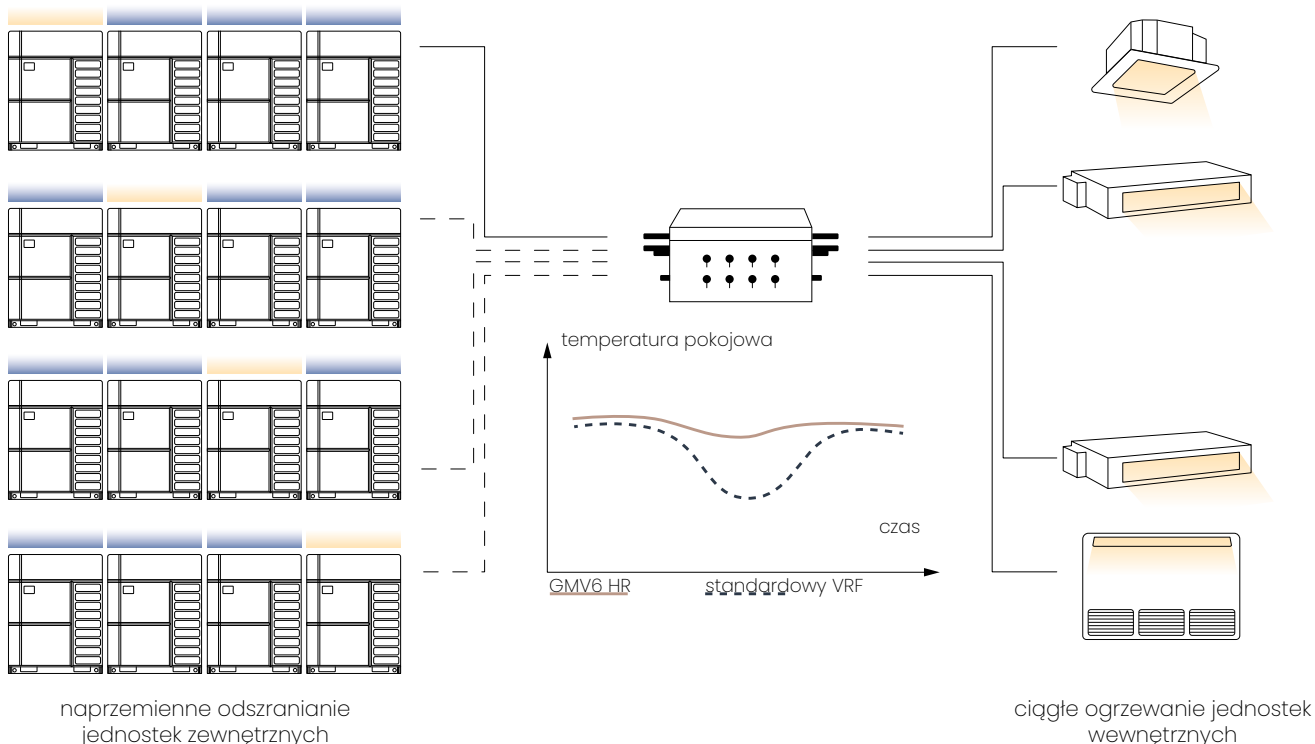 temperatura pokojowa
czas
GMV6 HR
standardowy VRF
naprzemienne odszranianie
jednostek zewnętrznych
ciągłe ogrzewanie jednostek
wewnętrznych